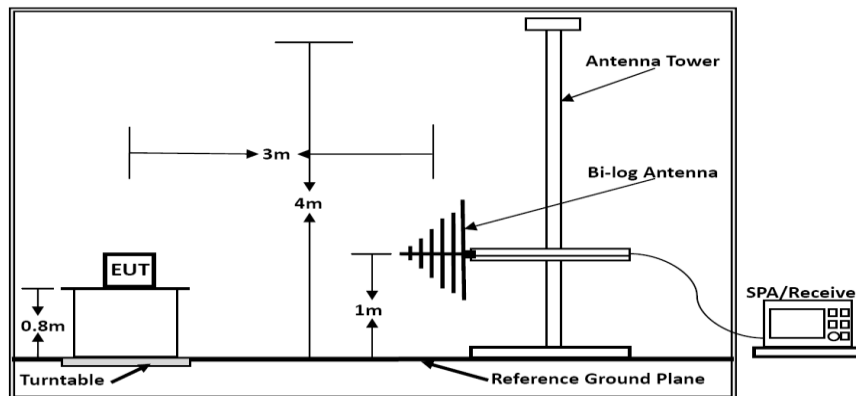 Antenna Tower
3m
Bi-log Antenna
4m
EUT
1m
SPA/Receive
0.8m
Turntable
Reference Ground Plane